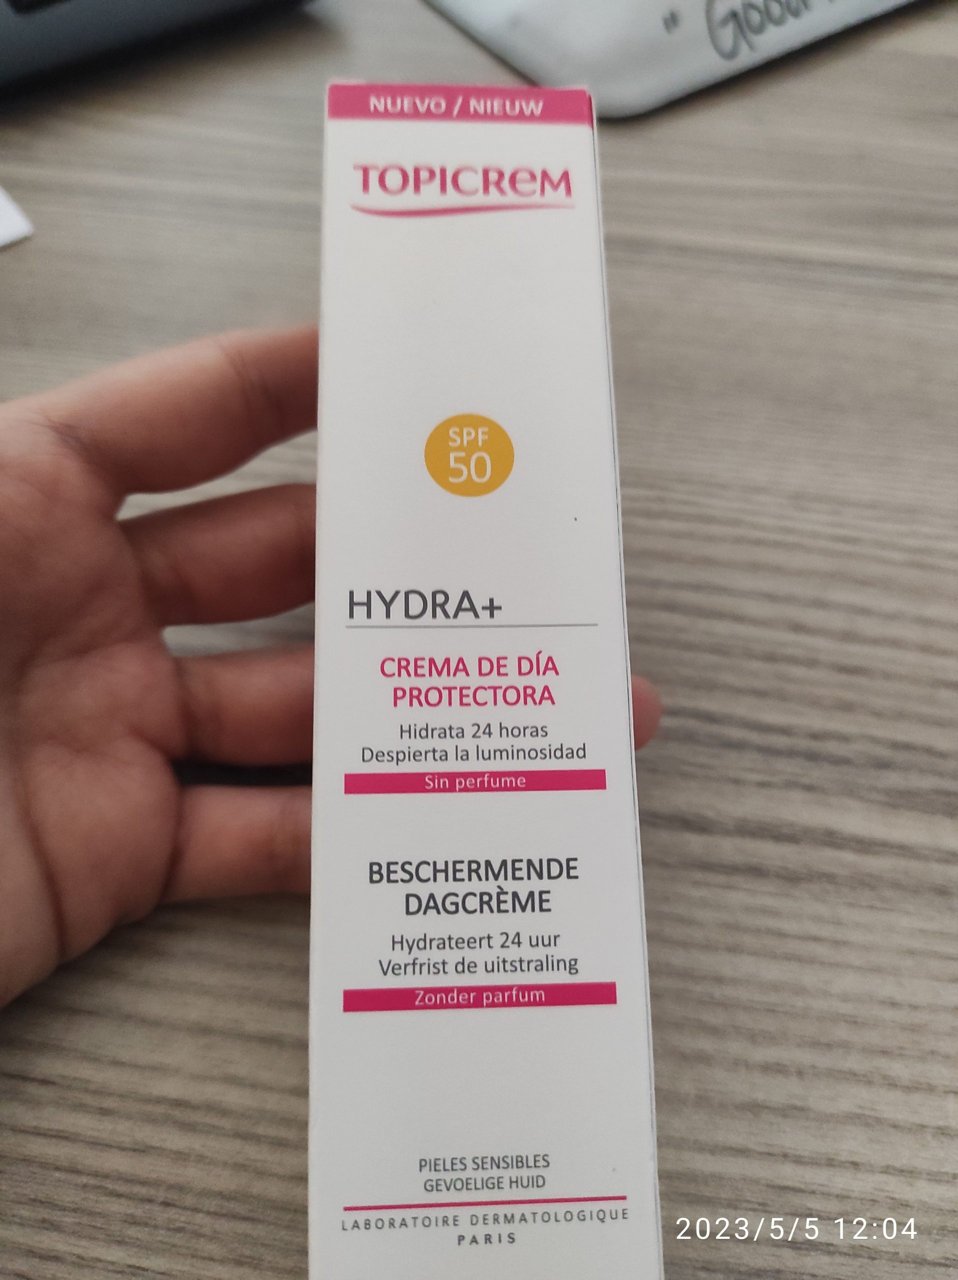 " GOOD
NUEVO / NIEUW
TOPICREM
SPF
50
HYDRA+
CREMA DE DÍA
PROTECTORA
Hidrata 24 horas
Despierta la luminosidad
Sin perfume
BESCHERMENDE
DAGCRÈME
Hydrateert 24 uur
Verfrist de uitstraling
Zonder parfum
PIELES SENSIBLES
GEVOELIGE HUID
LABORATOIRE DERMATOLOGIQUE
PARIS
2023/5/5 12:04